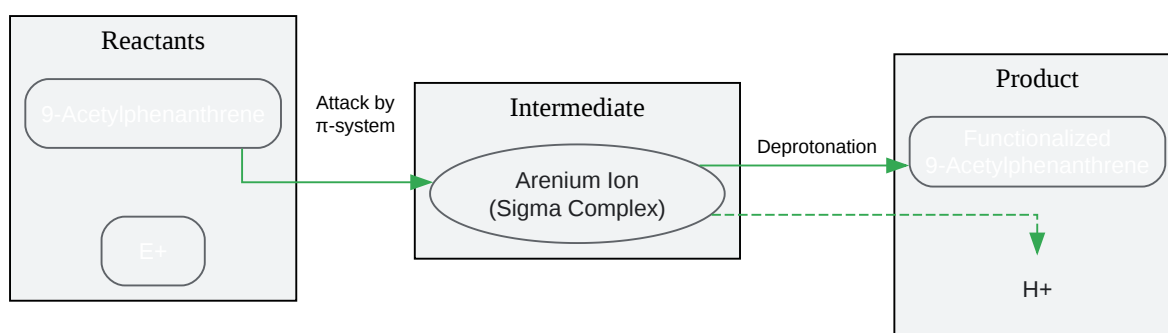 Reactants
9-Acetylphenanthrene
E+
Attack by
π-system
Intermediate
Arenium Ion
(Sigma Complex)
Deprotonation
Product
Functionalized
9-Acetylphenanthrene
H+